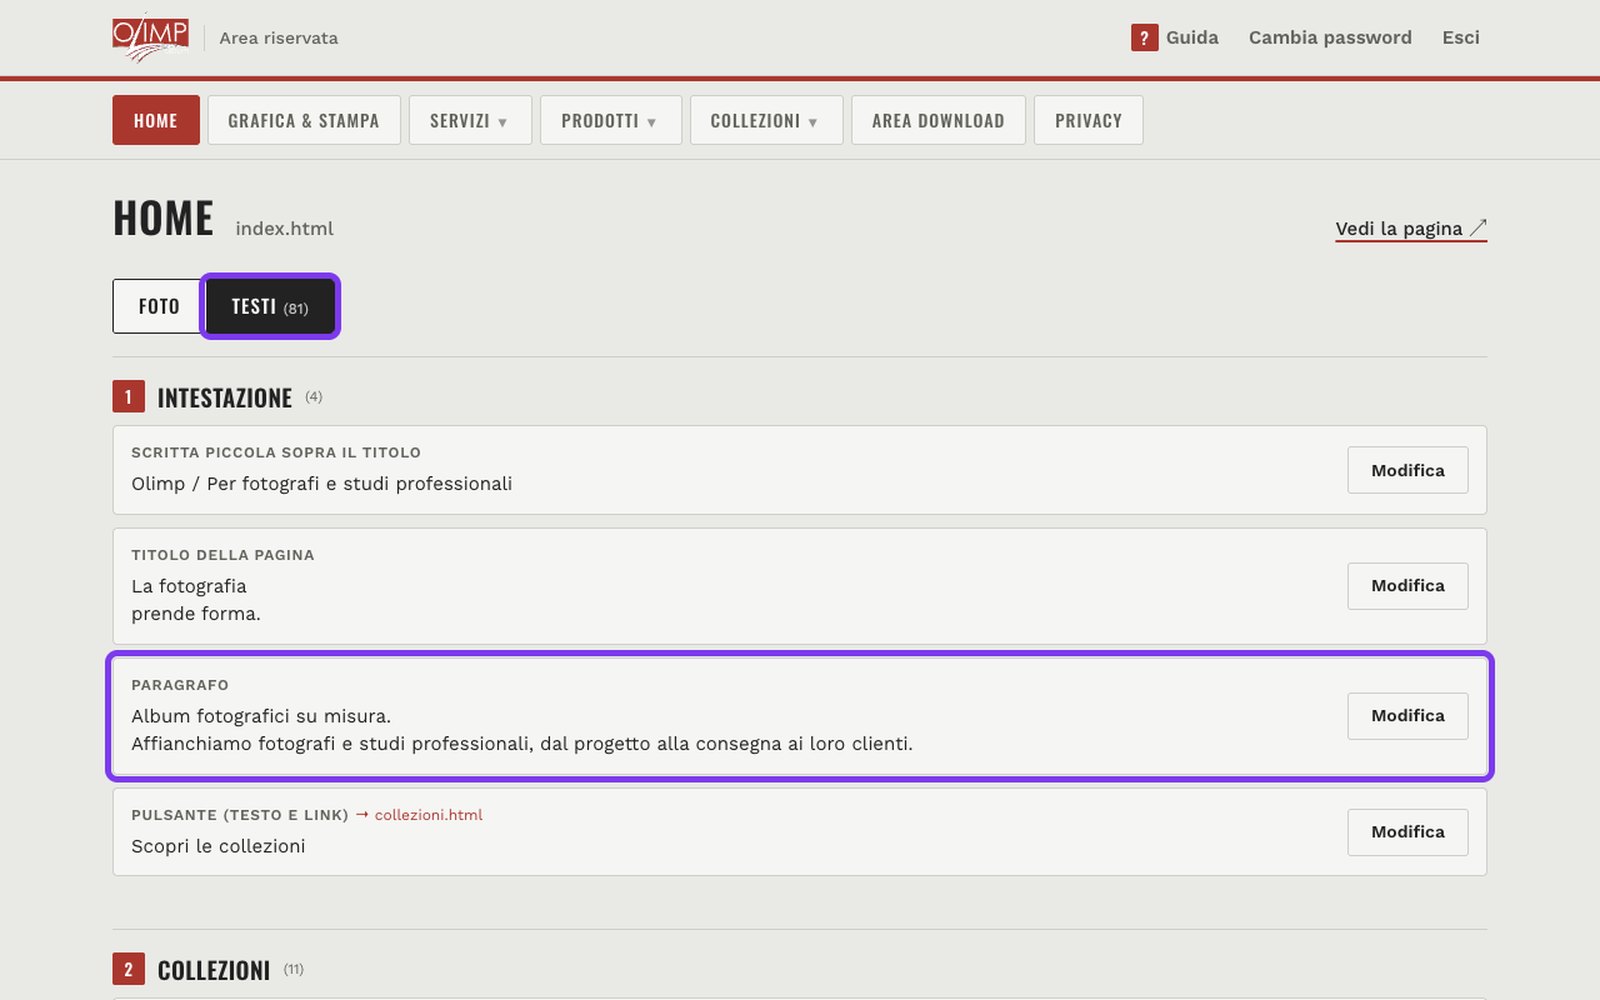 OLIMP
Area riservata
? Guida
Cambia password
Esci
HOME
GRAFICA & STAMPA
SERVIZI ▼
PRODOTTI ▼
COLLEZIONI ▼
AREA DOWNLOAD
PRIVACY
HOME index.html
Vedi la pagina ↗
FOTO
TESTI (81)
1 INTESTAZIONE (4)
SCRITTA PICCOLA SOPRA IL TITOLO
Olimp / Per fotografi e studi professionali
Modifica
TITOLO DELLA PAGINA
La fotografia
prende forma.
Modifica
PARAGRAFO
Album fotografici su misura.
Affianchiamo fotografi e studi professionali, dal progetto alla consegna ai loro clienti.
Modifica
PULSANTE (TESTO E LINK) → collezioni.html
Scopri le collezioni
Modifica
2 COLLEZIONI (11)